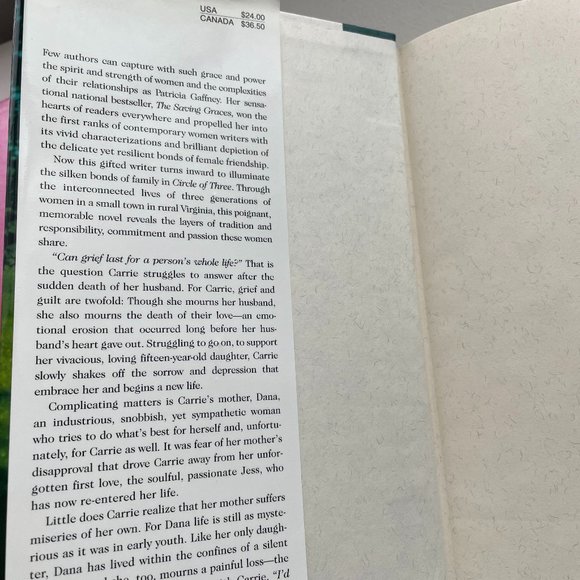 USA $24.00
CANADA $36.50
Few authors can capture with such grace and power
the spirit and strength of women and the complexities
of their relationships as Patricia Gaffney. Her sensa-
tional national bestseller, The Saving Graces, won the
hearts of readers everywhere and propelled her into
the first ranks of contemporary women writers with
its vivid characterizations and brilliant depiction of
the delicate yet resilient bonds of female friendship.
Now this gifted writer turns inward to illuminate
the silken bonds of family in Circle of Three. Through
the interconnected lives of three generations of
women in a small town in rural Virginia, this poignant,
memorable novel reveals the layers of tradition and
responsibility, commitment and passion these women
share.
"Can grief last for a person's whole life?" That is
the question Carrie struggles to answer after the
sudden death of her husband. For Carrie, grief and
guilt are twofold: Though she mourns her husband,
she also mourns the death of their love—an emo-
tional erosion that occurred long before her hus-
band's heart gave out. Struggling to go on, to support
her vivacious, loving fifteen-year-old daughter, Carrie
slowly shakes off the sorrow and depression that
embrace her and begins a new life.
Complicating matters is Carrie's mother, Dana,
an industrious, snobbish, yet sympathetic woman
who tries to do what's best for herself and, unfortu-
nately, for Carrie as well. It was fear of her mother's
disapproval that drove Carrie away from her unfor-
gotten first love, the soulful, passionate Jess, who
has now re-entered her life.
Little does Carrie realize that her mother suffers
miseries of her own. For Dana life is still as myste-
rious as it was in early youth. Like her only daugh-
ter, Dana has lived within the confines of a silent
she, too, mourns a painful loss—the
Carrie. "I'd